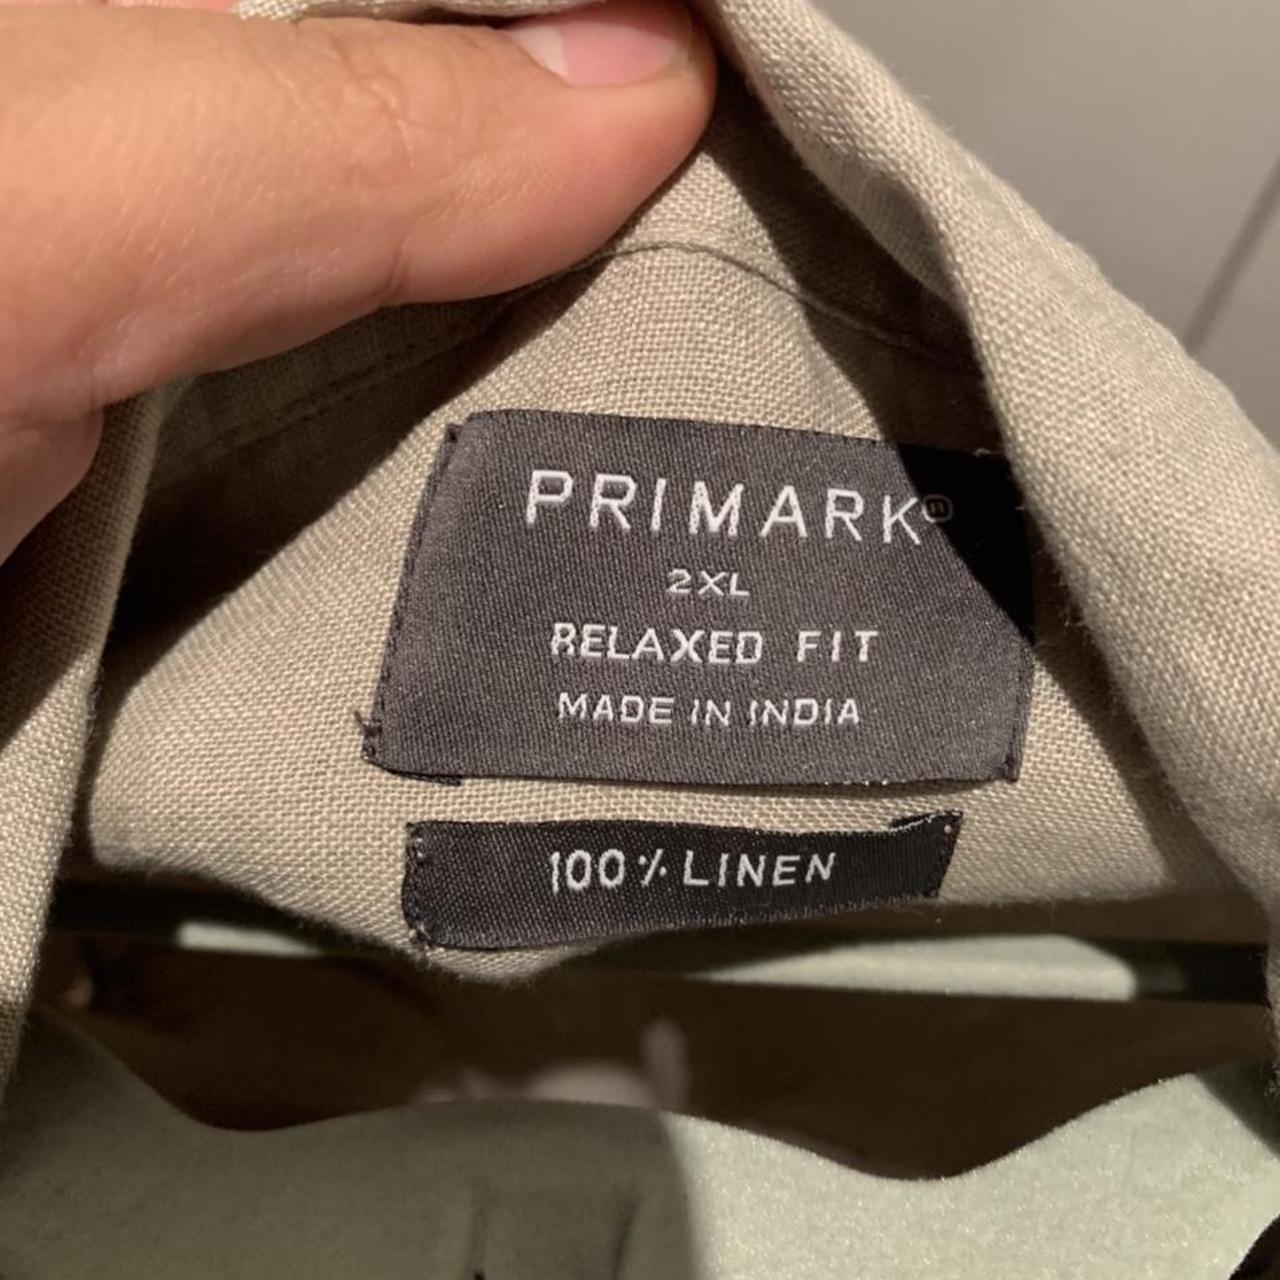 PRIMARK®
2XL
RELAXED FIT
MADE IN INDIA
100% LINEN